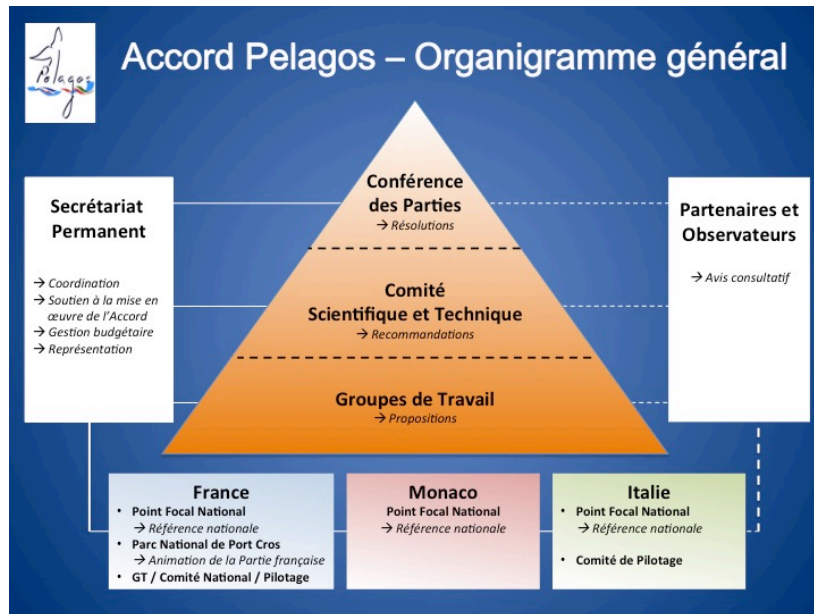 Pelagos
Accord Pelagos – Organigramme général
Secrétariat
Permanent
→ Coordination
→ Soutien à la mise en
œuvre de l'Accord
→ Gestion budgétaire
→ Représentation
Conférence
des Parties
→ Résolutions
Comité
Scientifique et Technique
→ Recommandations
Groupes de Travail
→ Propositions
Partenaires et
Observateurs
→ Avis consultatif
France
• Point Focal National
→ Référence nationale
• Parc National de Port Cros
→ Animation de la Partie française
• GT / Comité National / Pilotage
Monaco
Point Focal National
→ Référence nationale
Italie
• Point Focal National
→ Référence nationale
• Comité de Pilotage